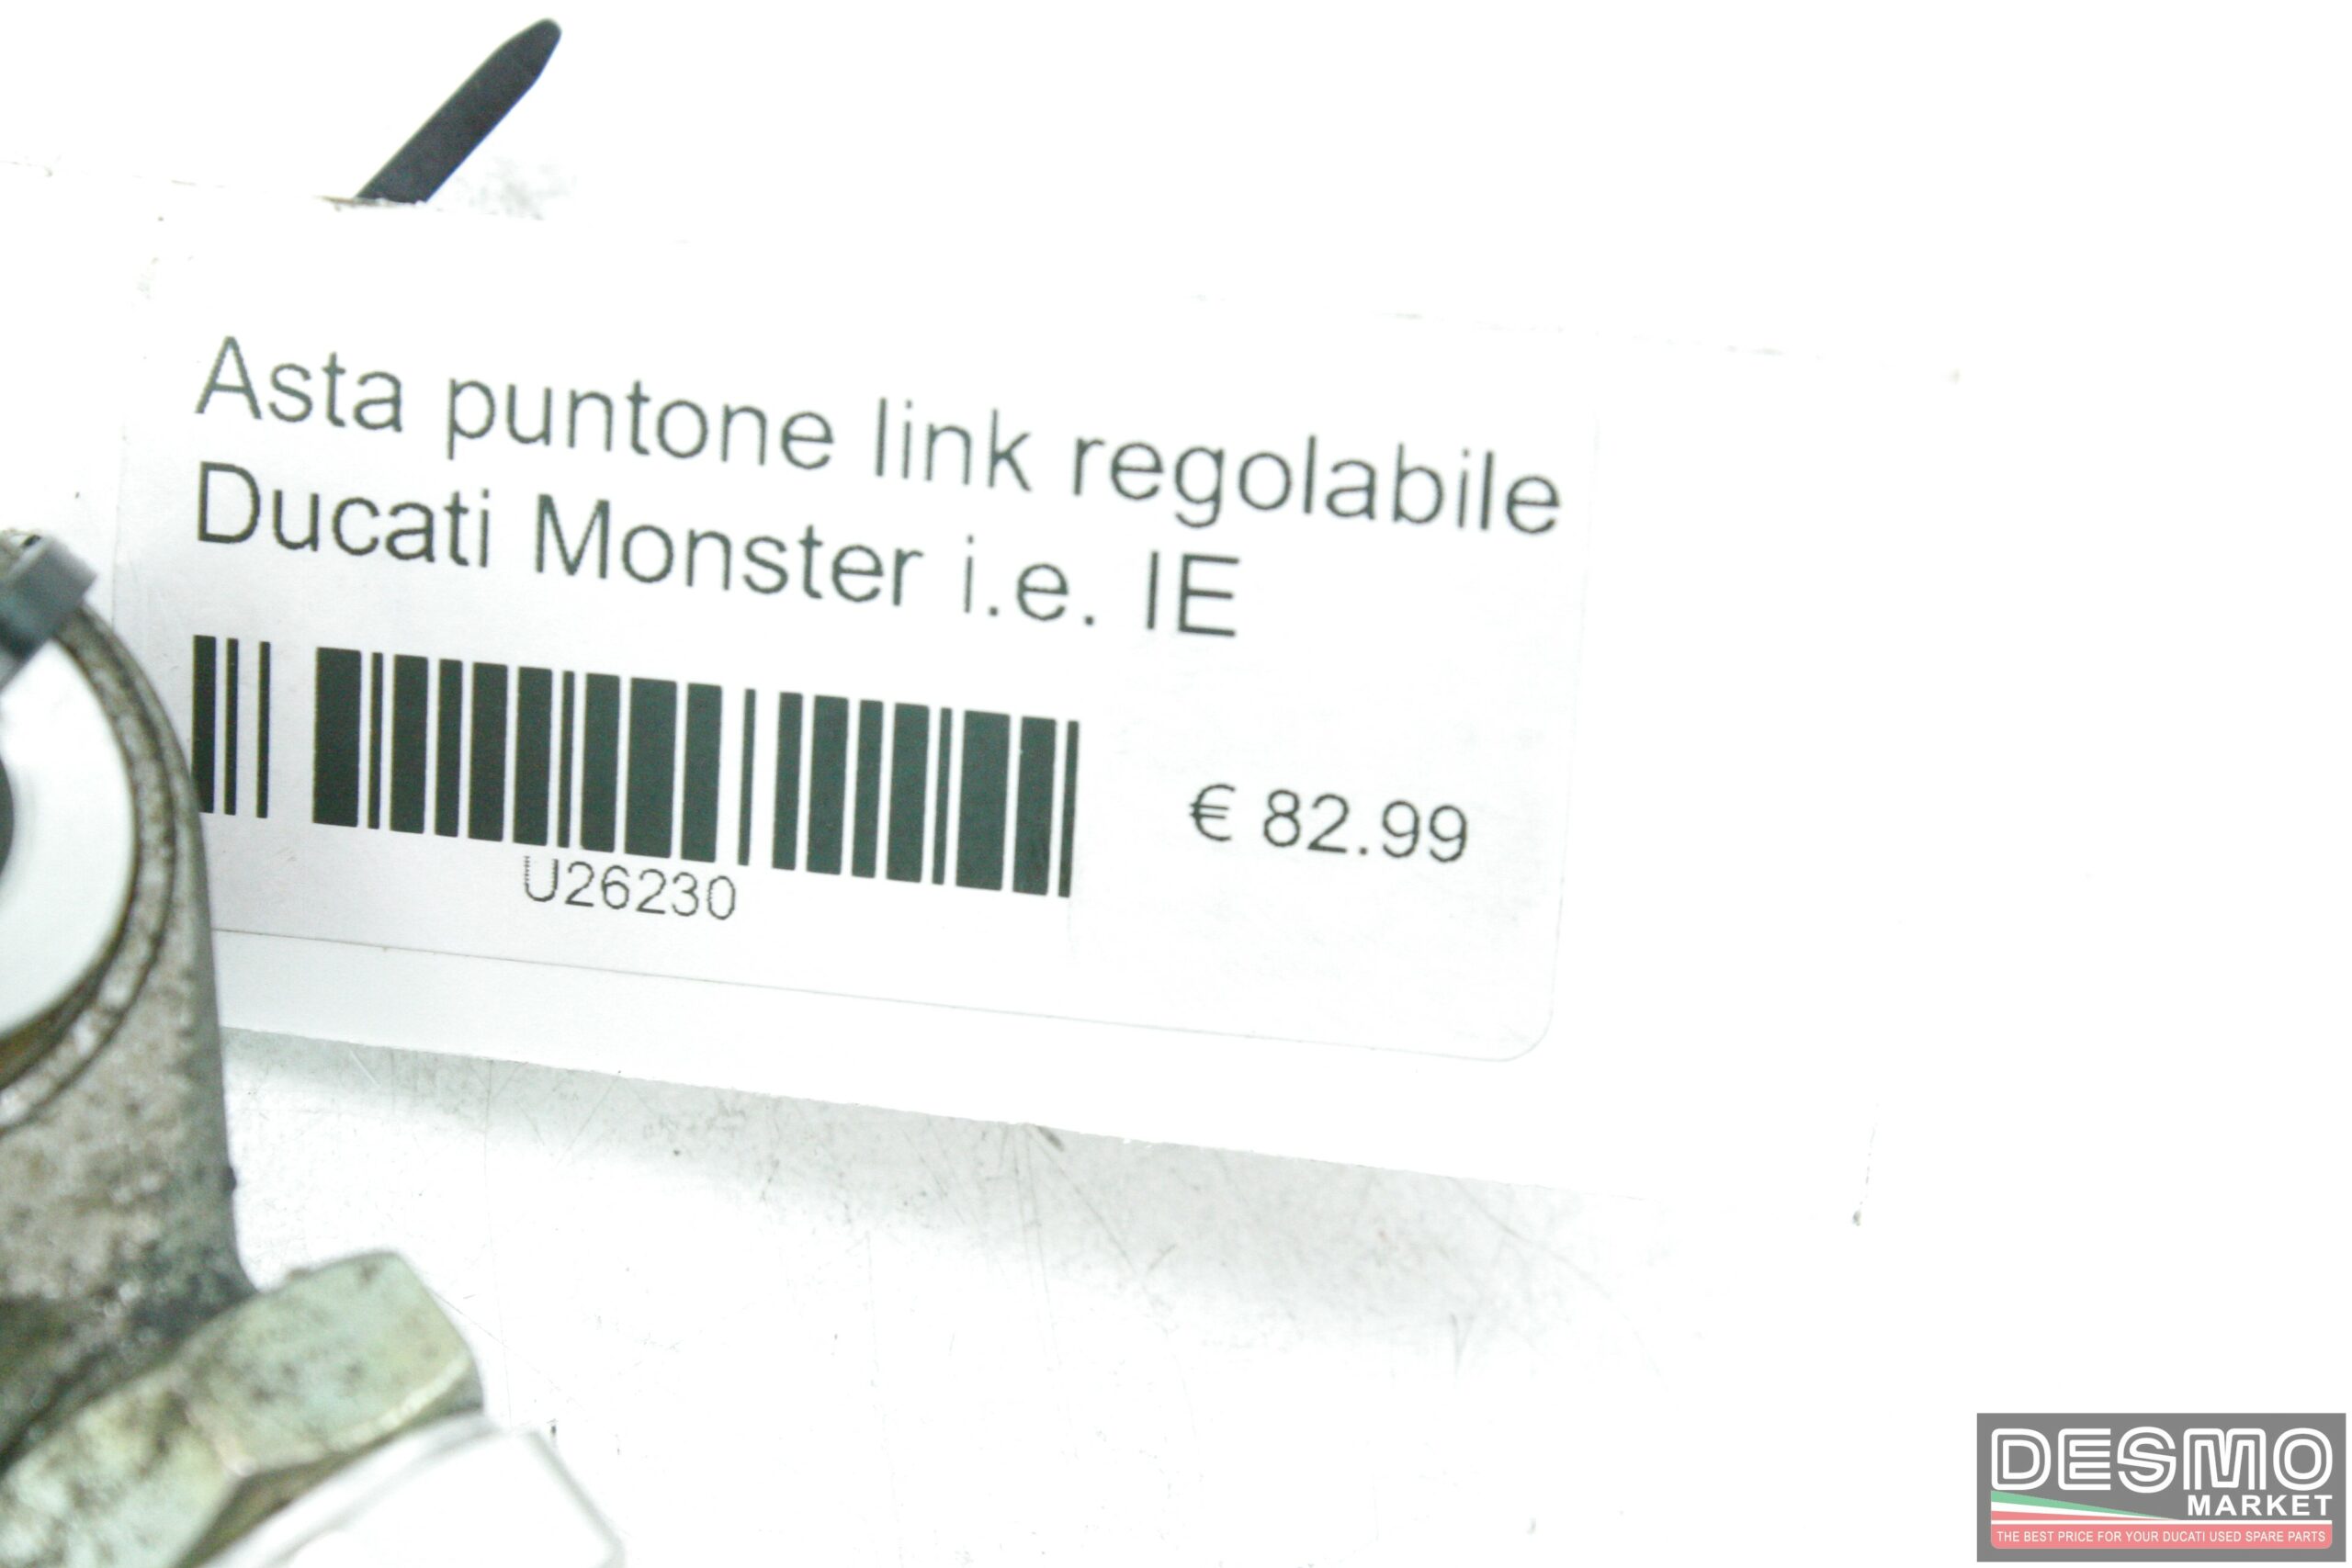 Asta puntone link regolabile
Ducati Monster i.e. IE
€ 82.99
U26230
DESMO
MARKET
THE BEST PRICE FOR YOUR DUCATI USED SPARE PARTS